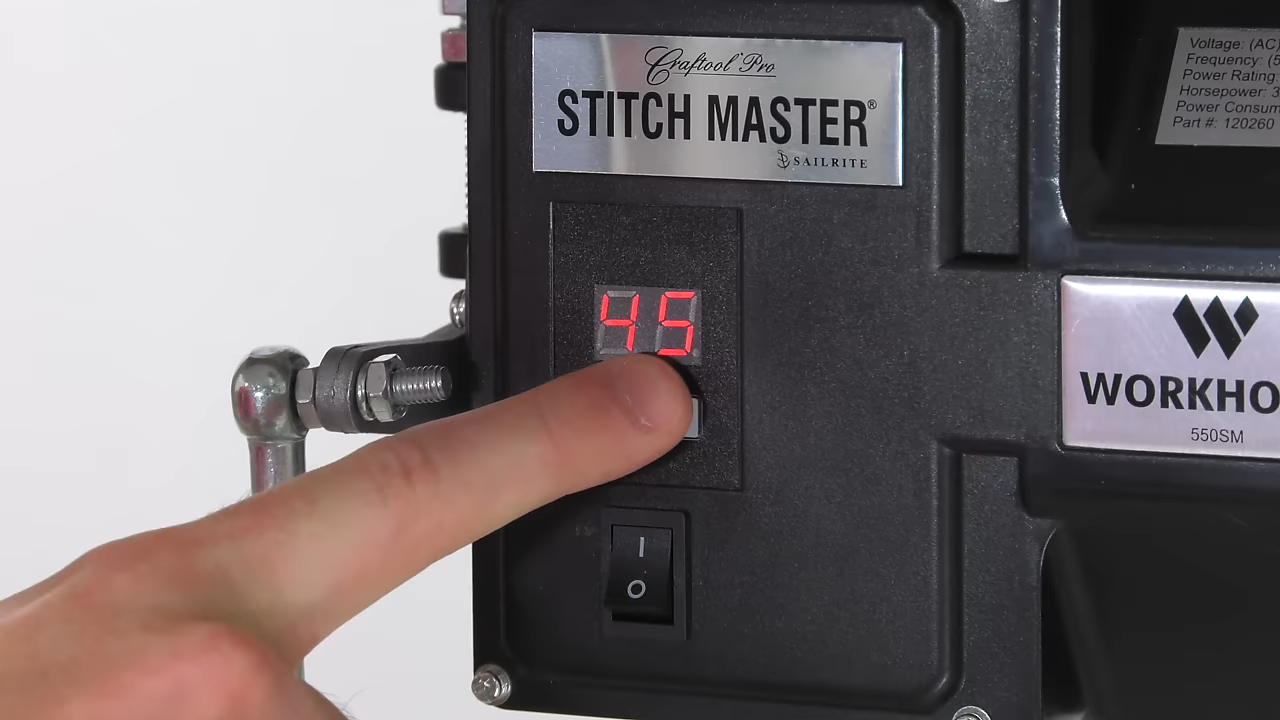 Craftool Pro
STITCH MASTER®
SAILRITE
45
I
O
Voltage: (AC)
Frequency: (5
Power Rating
Horsepower: 3
Power Consum
Part #: 120260
WORKHO
550SM